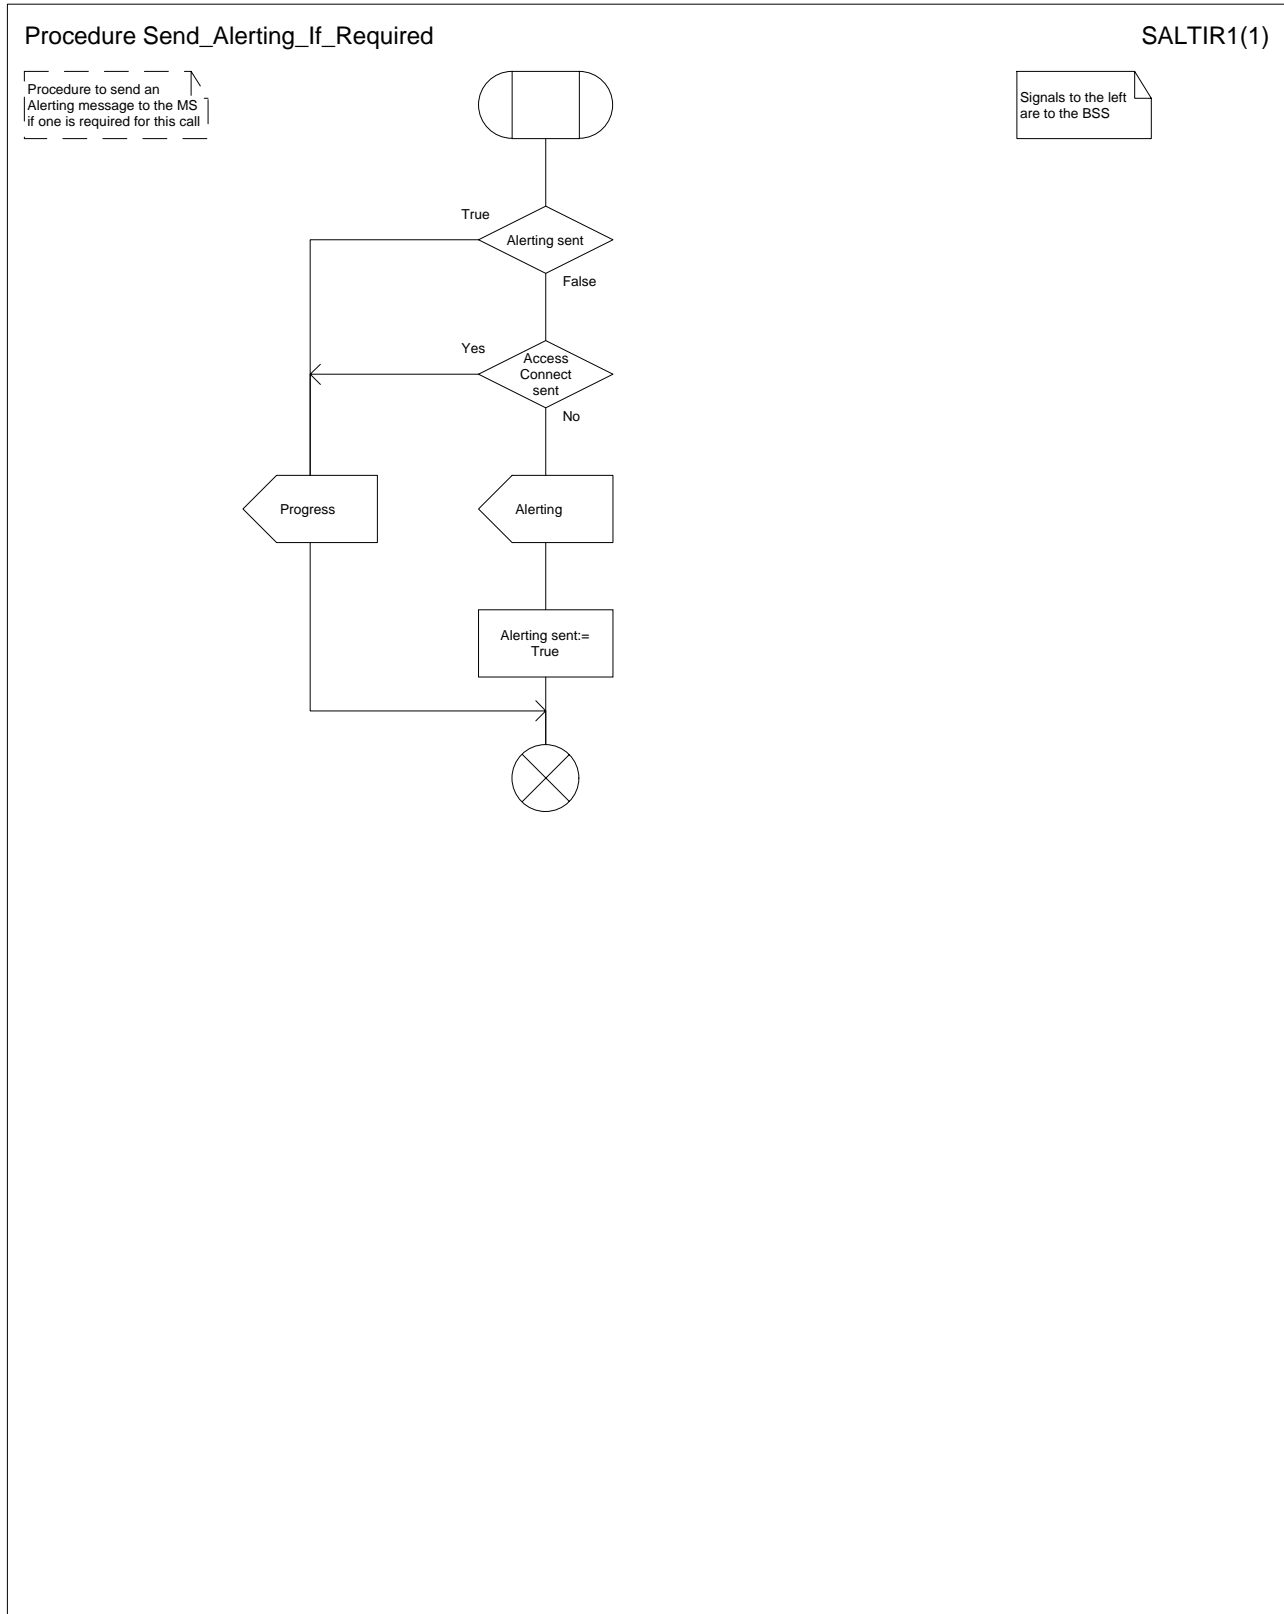 Procedure Send_Alerting_If_Required
SALTIR1(1)
Procedure to send an
Alerting message to the MS
if one is required for this call
Signals to the left
are to the BSS
True
Alerting sent
False
Yes
Access
Connect
sent
No
Progress
Alerting
Alerting sent:=
True